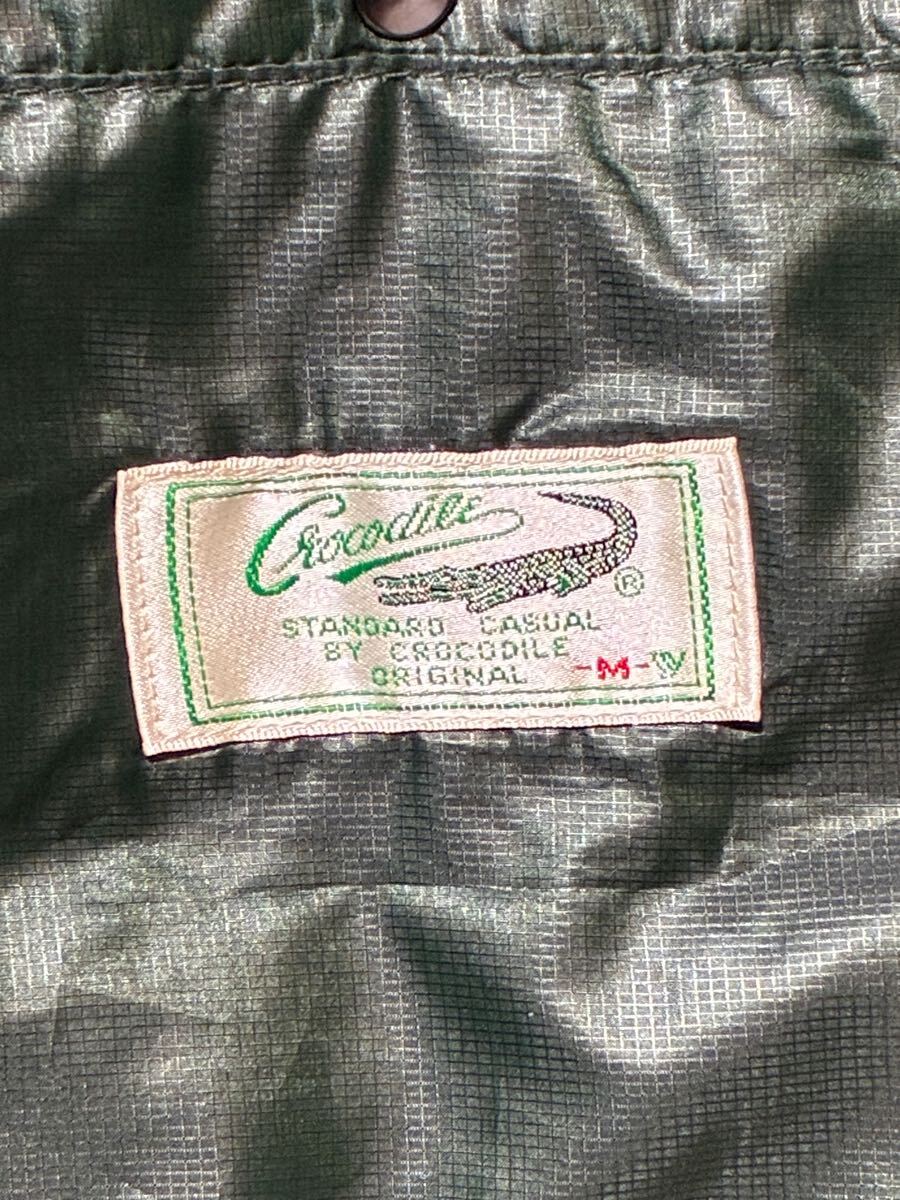 Crocodile
®
STANDARD CASUAL
BY CROCODILE
ORIGINAL -M-W